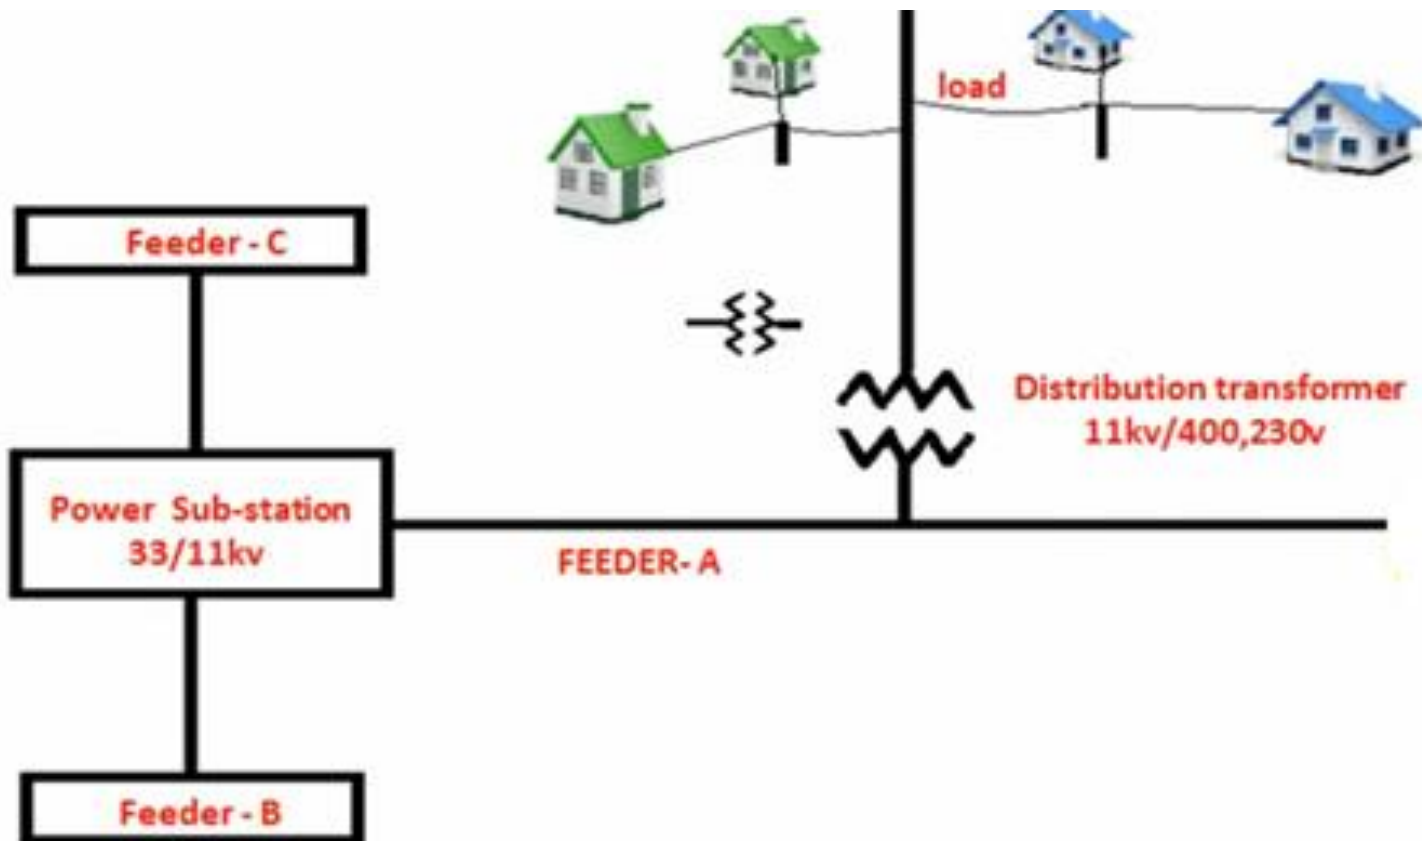 load
Feeder - C
Distribution transformer
11kv/400,230v
Power Sub-station
33/11kv
FEEDER- A
Feeder - B